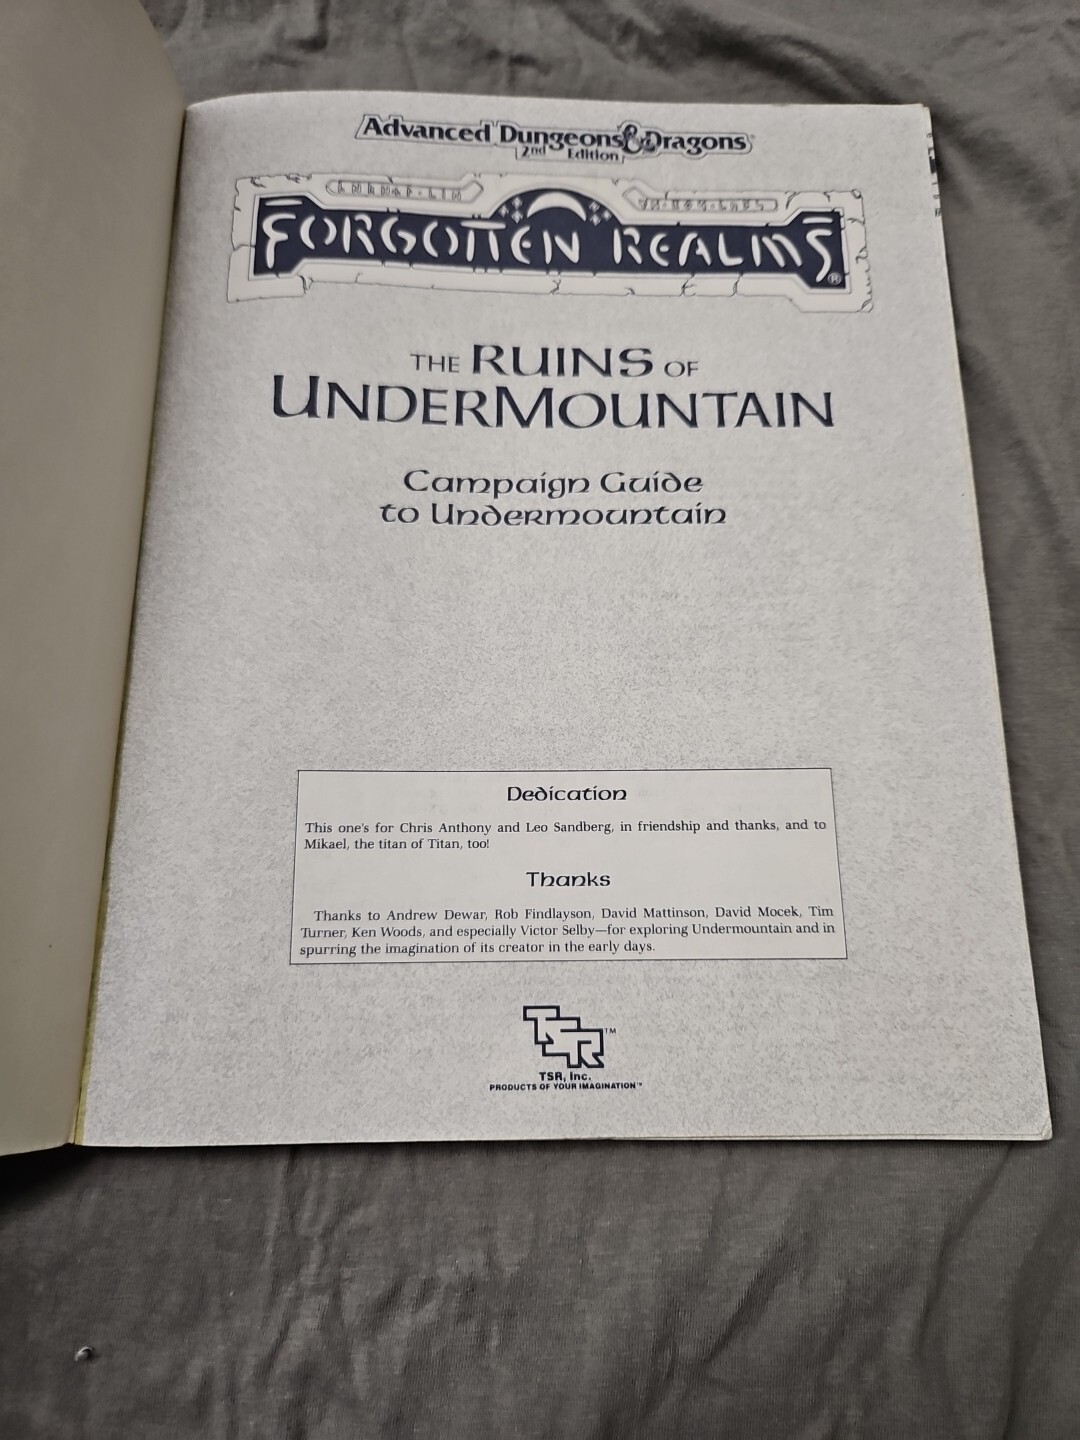 Advanced Dungeons & Dragons®
2nd Edition
FORGOTTEN REALMS®
THE RUINS OF
UNDERMOUNTAIN
Campaign Guide
to Undermountain
Dedication
This one's for Chris Anthony and Leo Sandberg, in friendship and thanks, and to
Mikael, the titan of Titan, too!
Thanks
Thanks to Andrew Dewar, Rob Findlayson, David Mattinson, David Mocek, Tim
Turner, Ken Woods, and especially Victor Selby—for exploring Undermountain and in
spurring the imagination of its creator in the early days.
TSR™
TSR, Inc.
PRODUCTS OF YOUR IMAGINATION™